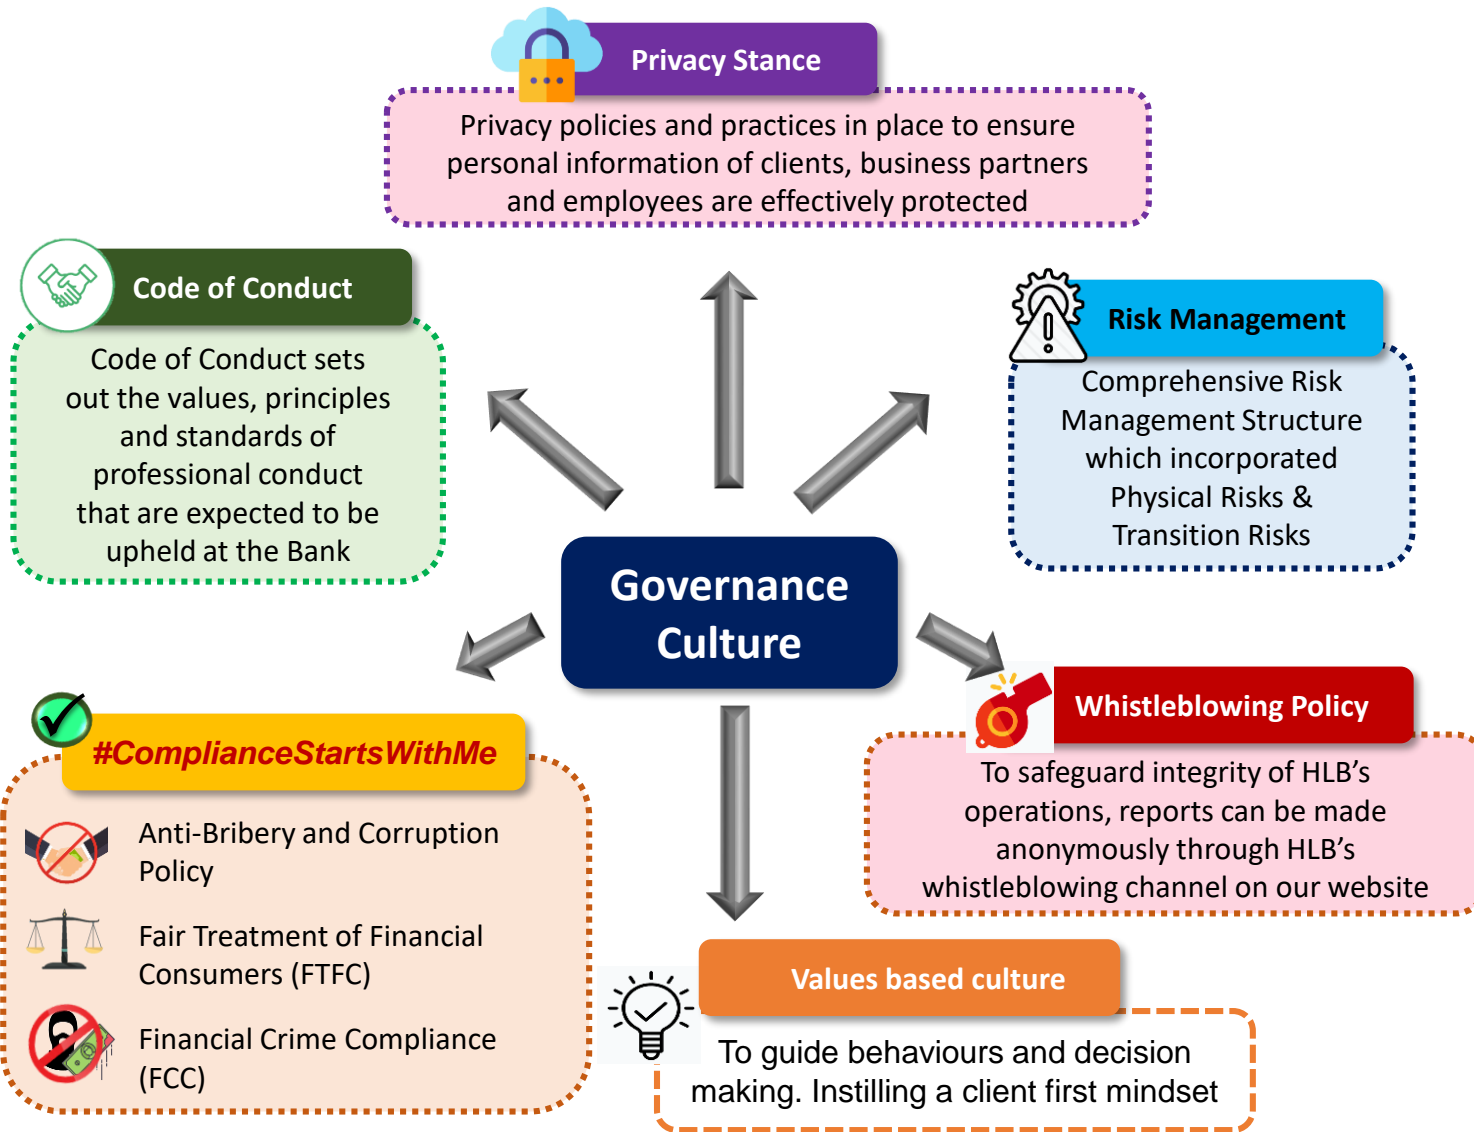 Privacy Stance
Privacy policies and practices in place to ensure
personal information of clients, business partners
and employees are effectively protected
Code of Conduct
Code of Conduct sets
out the values, principles
and standards of
professional conduct
that are expected to be
upheld at the Bank
Risk Management
Comprehensive Risk
Management Structure
which incorporated
Physical Risks &
Transition Risks
Governance
Culture
#ComplianceStartsWithMe
Anti-Bribery and Corruption
Policy
Fair Treatment of Financial
Consumers (FTFC)
Financial Crime Compliance
(FCC)
Whistleblowing Policy
To safeguard integrity of HLB’s
operations, reports can be made
anonymously through HLB’s
whistleblowing channel on our website
Values based culture
To guide behaviours and decision
making. Instilling a client first mindset